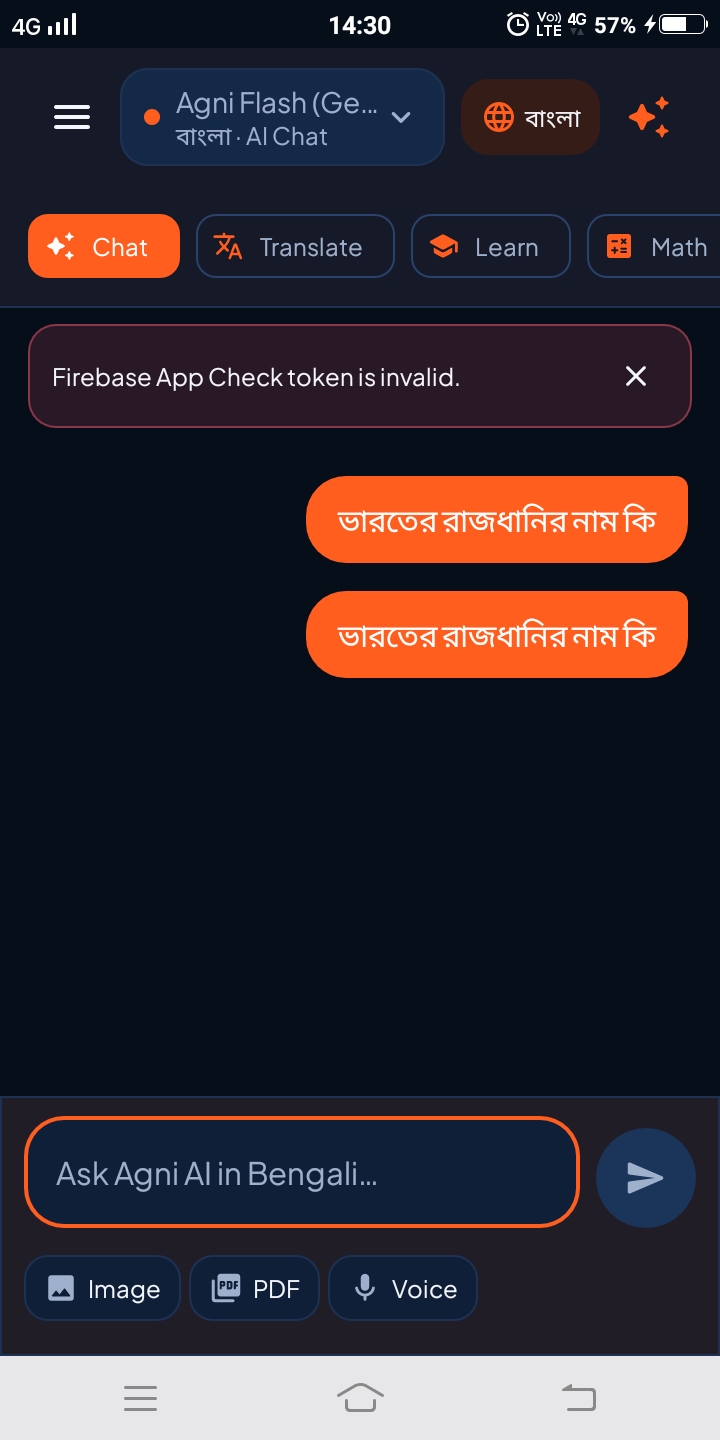 4G 14:30 Vo)) LTE 4G 57%
Agni Flash (Ge...
বাংলা · AI Chat
বাংলা
Chat Translate Learn Math
Firebase App Check token is invalid.
ভারতের রাজধানির নাম কি
ভারতের রাজধানির নাম কি
Ask Agni AI in Bengali...
Image PDF PDF Voice